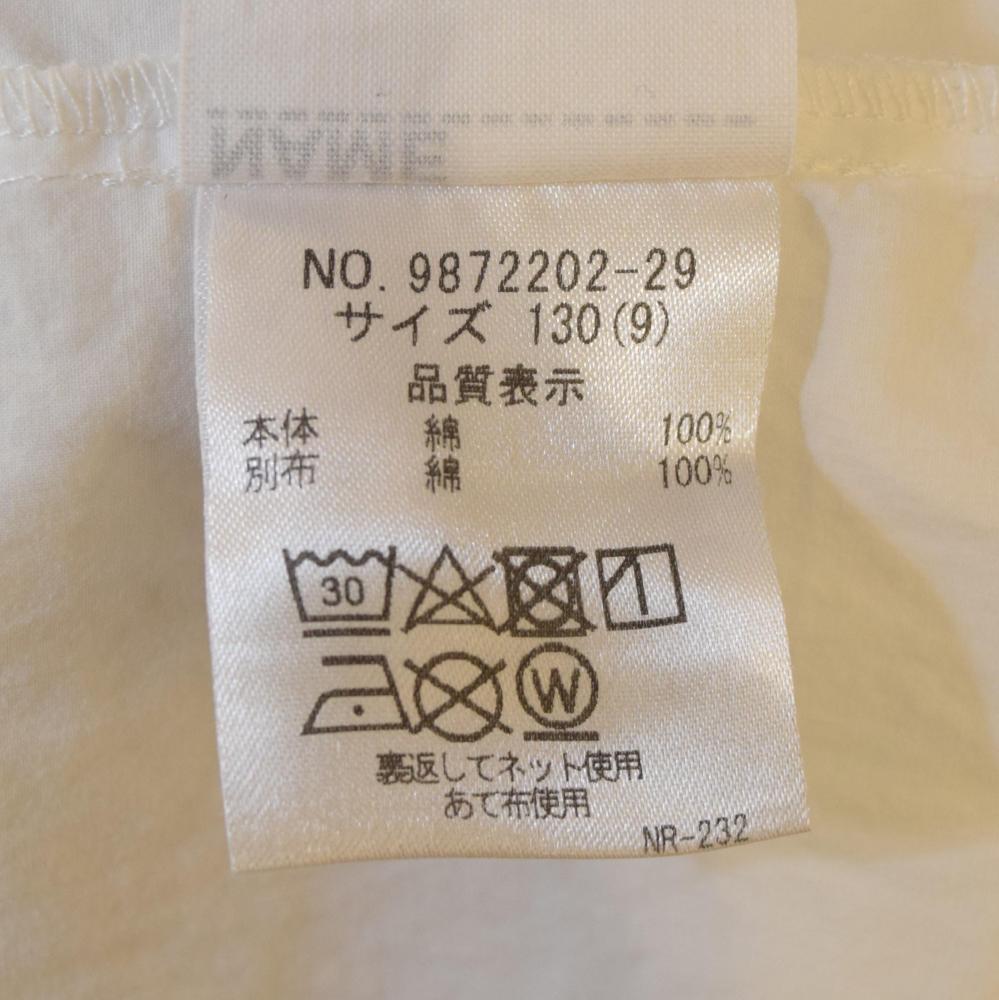 NAME
NO. 9872202-29
サイズ 130(9)
品質表示
本体 綿 100%
別布 綿 100%
30
W
裏返してネット使用
あて布使用
NR-232